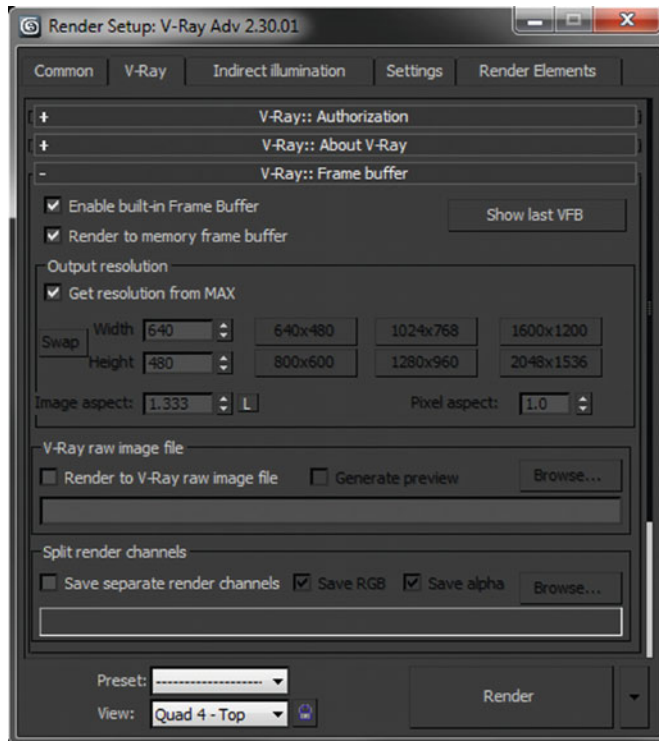 Render Setup: V-Ray Adv 2.30.01
Common V-Ray Indirect illumination Settings Render Elements
+ V-Ray:: Authorization
+ V-Ray:: About V-Ray
- V-Ray:: Frame buffer
Enable built-in Frame Buffer
Show last VFB
Render to memory frame buffer
Output resolution
Get resolution from MAX
Swap
Width 640 640x480 1024x768 1600x1200
Height 480 800x600 1280x960 2048x1536
Image aspect: 1.333 L Pixel aspect: 1.0
V-Ray raw image file
Render to V-Ray raw image file Generate preview Browse...
Split render channels
Save separate render channels Save RGB Save alpha Browse...
Preset: --------------------
Render
View: Quad 4 - Top